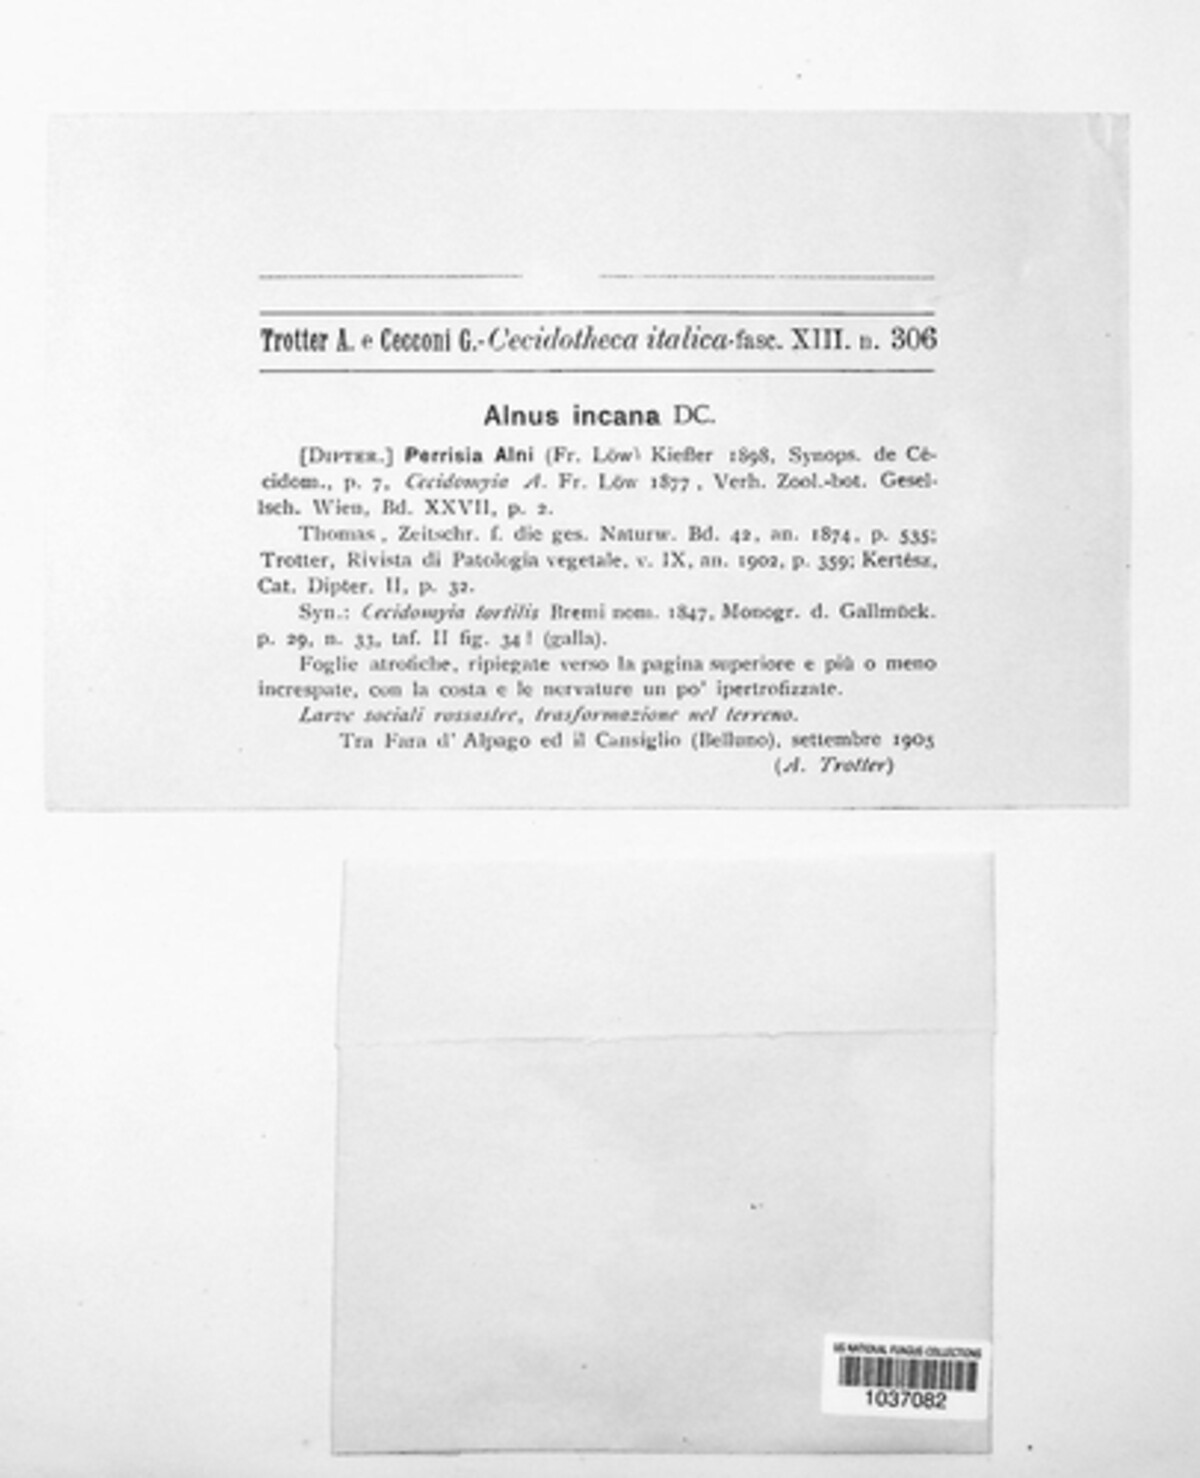 Trotter A. e Cecconi G.-Cecidotheca italica-fasc. XIII. n. 306
Alnus incana DC.
[DIPTER.] Perrisia Alni (Fr. Löw) Kieffer 1898, Synops. de Cé-
cidom., p. 7, Cecidomyia A. Fr. Löw 1877, Verh. Zool.-bot. Gesel-
lsch. Wien, Bd. XXVII, p. 2.
Thomas, Zeitschr. f. die ges. Naturw. Bd. 42, an. 1874, p. 535;
Trotter, Rivista di Patologia vegetale, v. IX, an. 1902, p. 359; Kertész,
Cat. Dipter. II, p. 32.
Syn.: Cecidomyia tortilis Bremi nom. 1847, Monogr. d. Gallmück.
p. 29, n. 33, taf. II fig. 34! (galla).
Foglie atrofiche, ripiegate verso la pagina superiore e più o meno
increspate, con la costa e le nervature un po' ipertrofizzate.
Larve sociali rossastre, trasformazione nel terreno.
Tra Fara d' Alpago ed il Cansiglio (Belluno), settembre 1905
(A. Trotter)
US NATIONAL FUNGUS COLLECTIONS
1037082